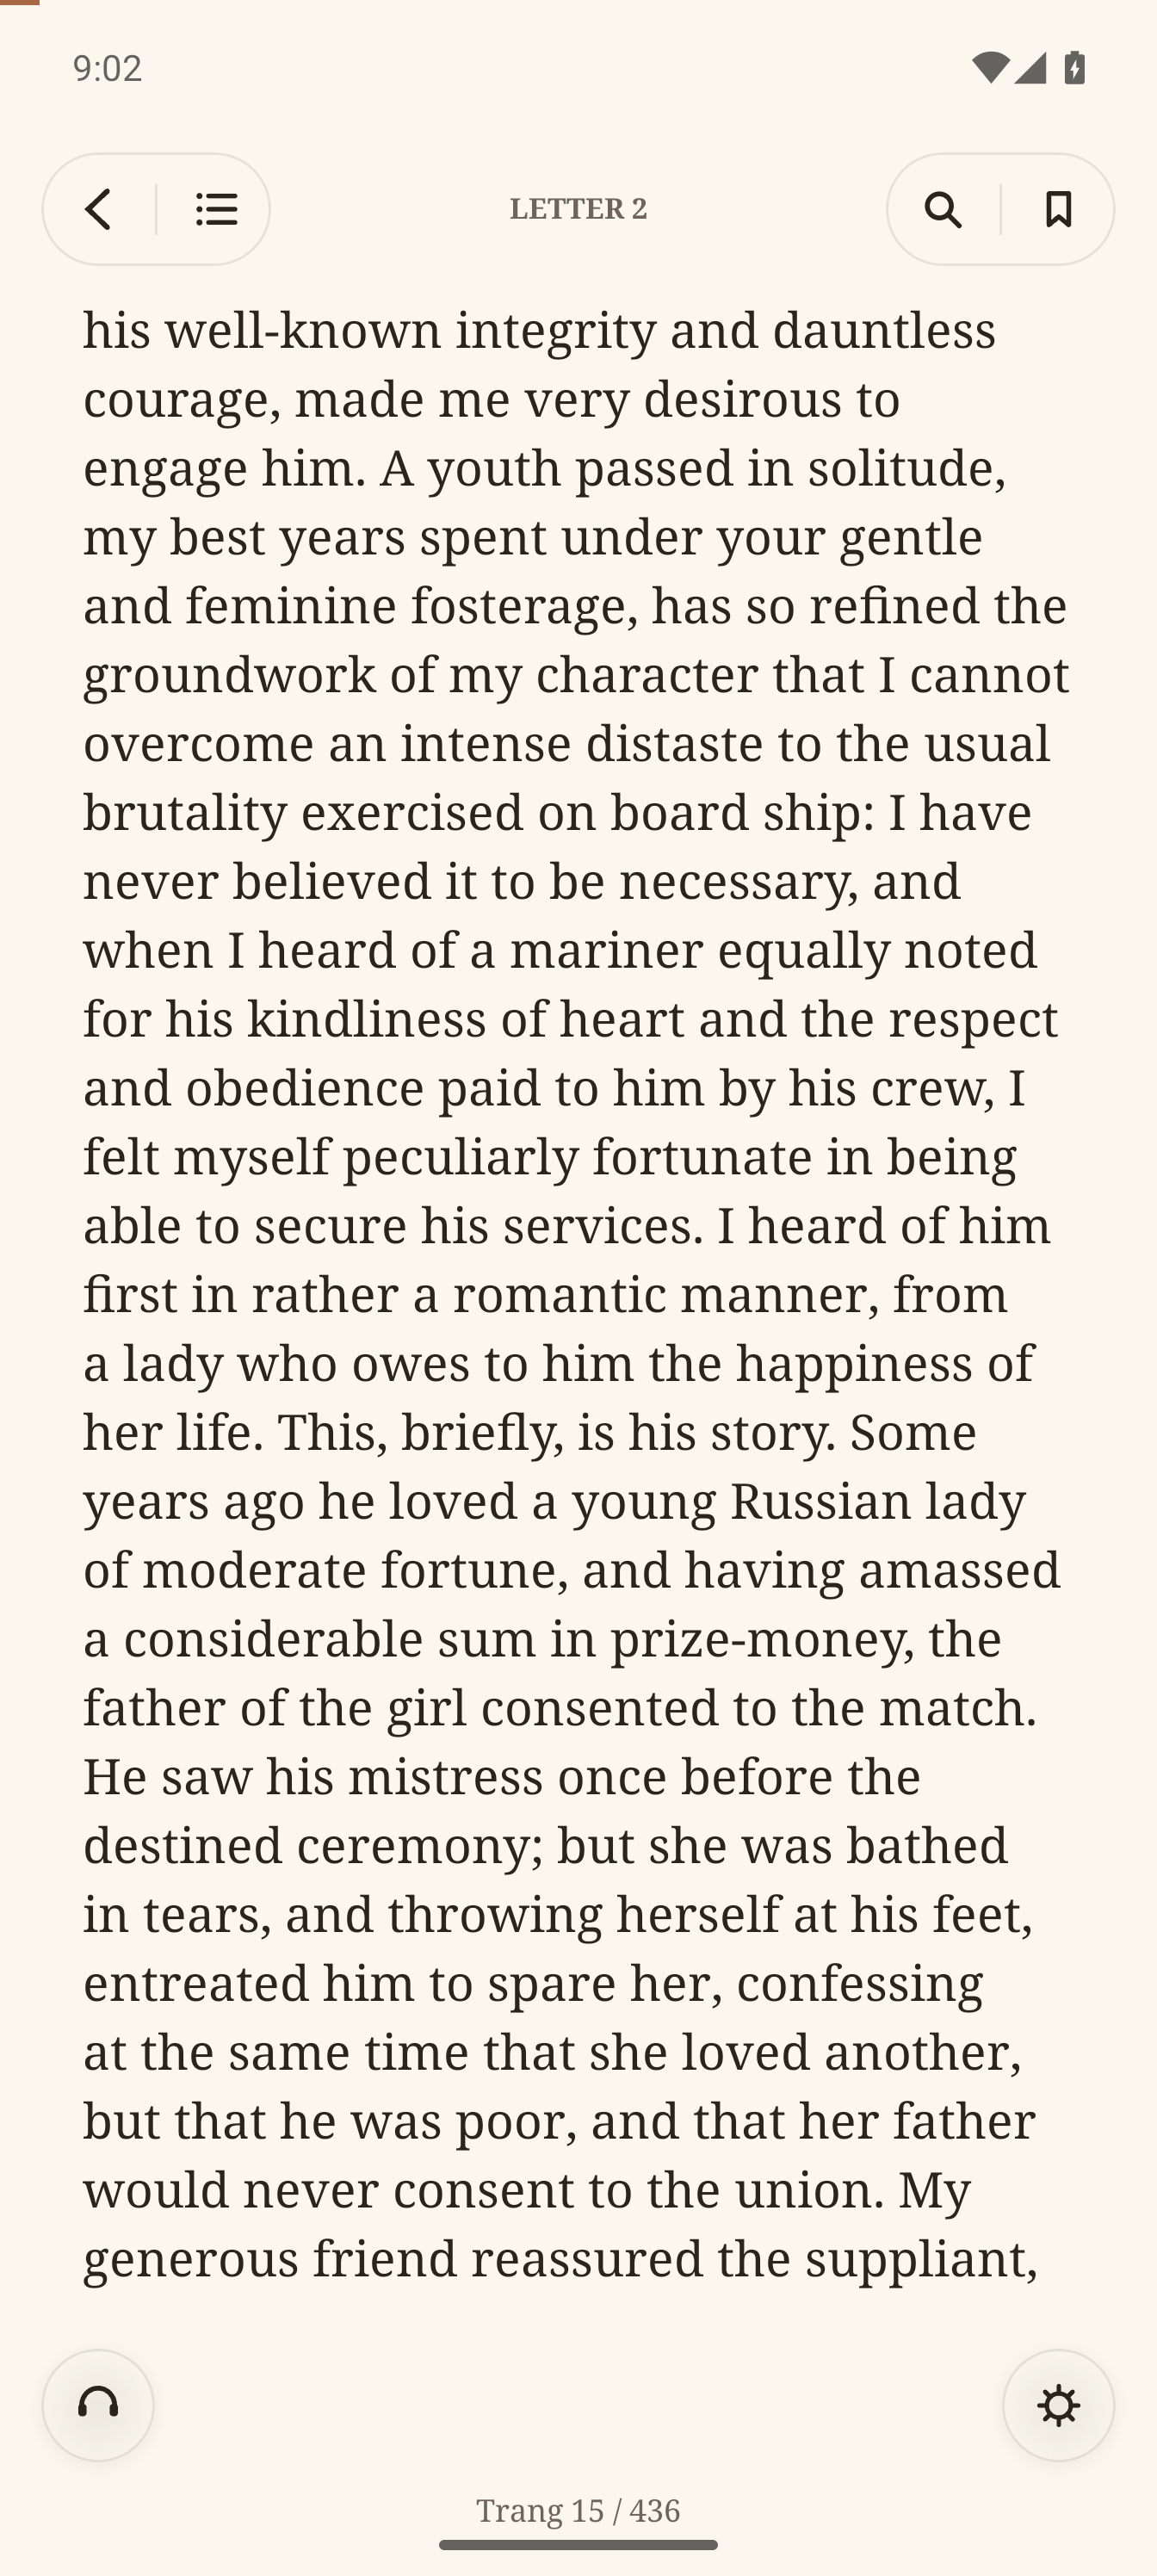 9:02
LETTER 2
his well-known integrity and dauntless
courage, made me very desirous to
engage him. A youth passed in solitude,
my best years spent under your gentle
and feminine fosterage, has so refined the
groundwork of my character that I cannot
overcome an intense distaste to the usual
brutality exercised on board ship: I have
never believed it to be necessary, and
when I heard of a mariner equally noted
for his kindliness of heart and the respect
and obedience paid to him by his crew, I
felt myself peculiarly fortunate in being
able to secure his services. I heard of him
first in rather a romantic manner, from
a lady who owes to him the happiness of
her life. This, briefly, is his story. Some
years ago he loved a young Russian lady
of moderate fortune, and having amassed
a considerable sum in prize-money, the
father of the girl consented to the match.
He saw his mistress once before the
destined ceremony; but she was bathed
in tears, and throwing herself at his feet,
entreated him to spare her, confessing
at the same time that she loved another,
but that he was poor, and that her father
would never consent to the union. My
generous friend reassured the suppliant,
Trang 15 / 436